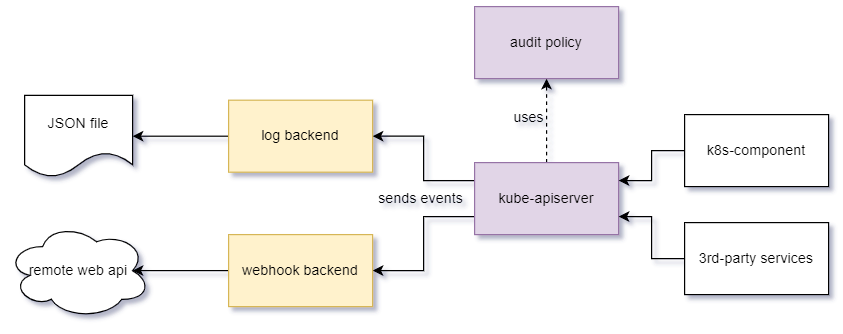 audit policy
JSON file
log backend
uses
k8s-component
sends events
kube-apiserver
remote web api
webhook backend
3rd-party services